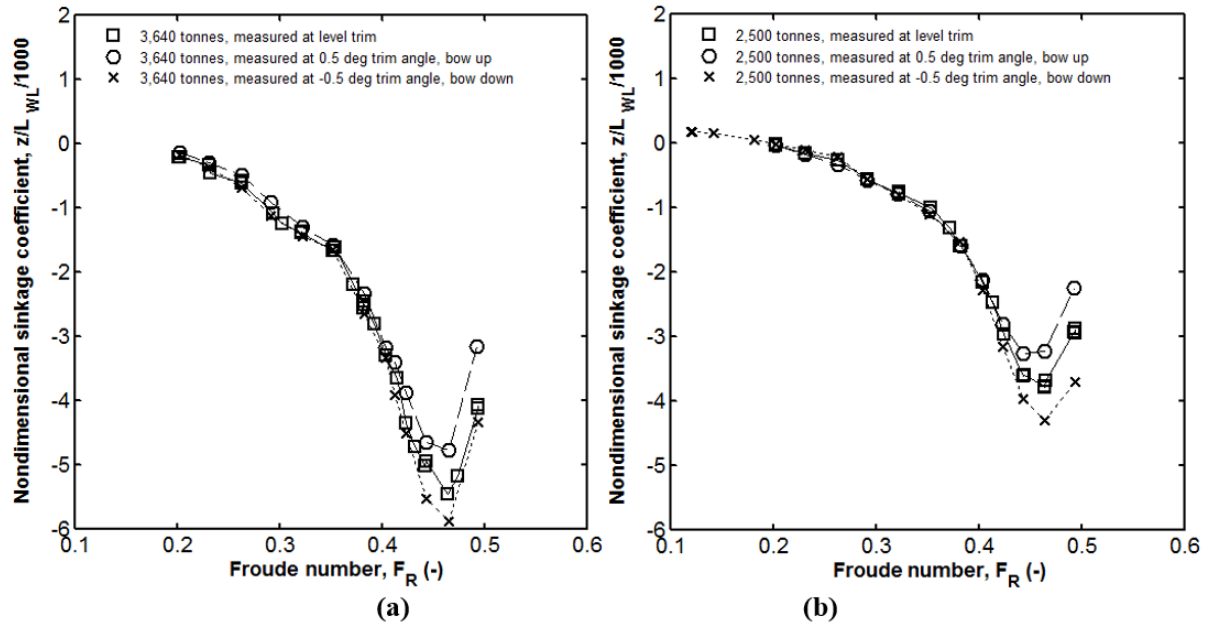 2
3,640 tonnes, measured at level trim
3,640 tonnes, measured at 0.5 deg trim angle, bow up
3,640 tonnes, measured at -0.5 deg trim angle, bow down
1
0
-1
-2
-3
-4
-5
-6
Nondimensional sinkage coefficient, z/L WL/1000
0.1 0.2 0.3 0.4 0.5 0.6
Froude number, F R (-)
(a)
2
2,500 tonnes, measured at level trim
2,500 tonnes, measured at 0.5 deg trim angle, bow up
2,500 tonnes, measured at -0.5 deg trim angle, bow down
1
0
-1
-2
-3
-4
-5
-6
Nondimensional sinkage coefficient, z/L WL/1000
0.1 0.2 0.3 0.4 0.5 0.6
Froude number, F R (-)
(b)